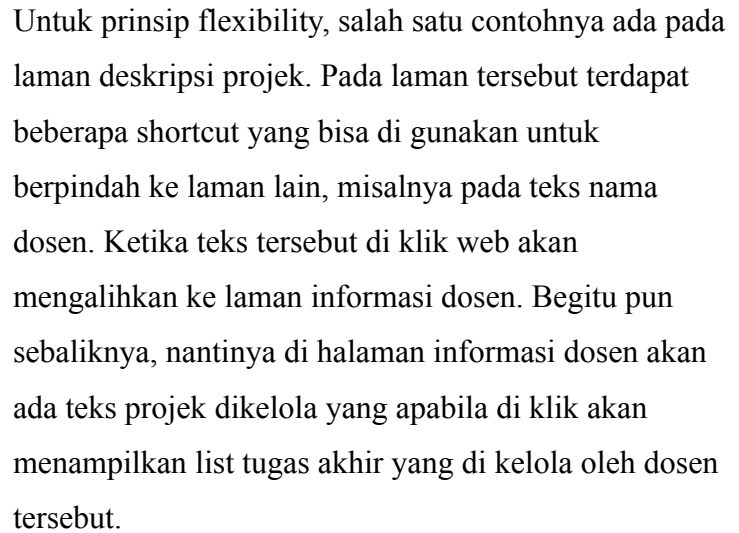 Untuk prinsip flexibility, salah satu contohnya ada pada
laman deskripsi projek. Pada laman tersebut terdapat
beberapa shortcut yang bisa di gunakan untuk
berpindah ke laman lain, misalnya pada teks nama
dosen. Ketika teks tersebut di klik web akan
mengalihkan ke laman informasi dosen. Begitu pun
sebaliknya, nantinya di halaman informasi dosen akan
ada teks projek dikelola yang apabila di klik akan
menampilkan list tugas akhir yang di kelola oleh dosen
tersebut.